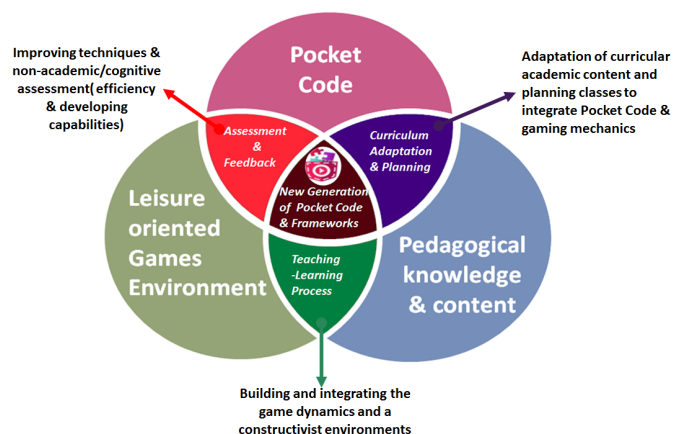 Improving techniques &
non-academic/cognitive
assessment( efficiency
& developing
capabilities)
Pocket
Code
Adaptation of curricular
academic content and
planning classes to
integrate Pocket Code &
gaming mechanics
Assessment
&
Feedback
Curriculum
Adaptation
& Planning
New Generation
of Pocket Code
& Frameworks
Leisure
oriented
Games
Environment
Pedagogical
knowledge
& content
Teaching
-Learning
Process
Building and integrating the
game dynamics and a
constructivist environments